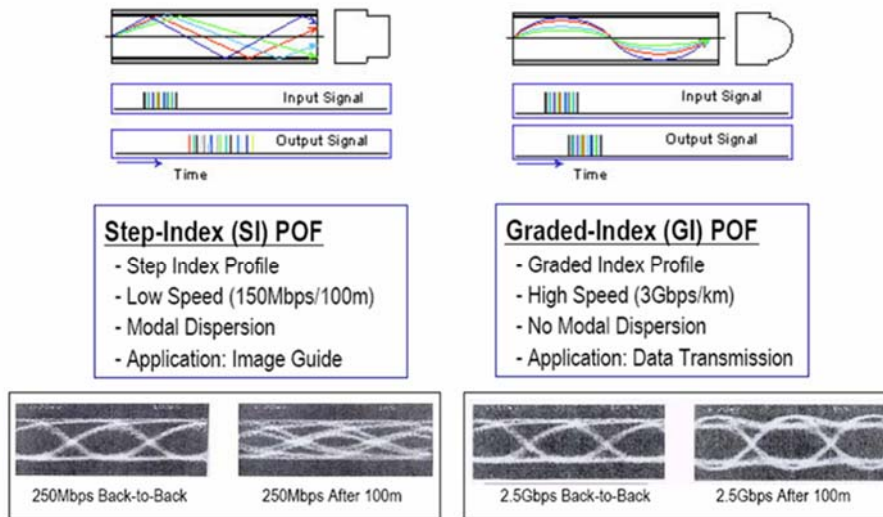 Input Signal
Output Signal
Time
Input Signal
Output Signal
Time
Step-Index (SI) POF
- Step Index Profile
- Low Speed (150Mbps/100m)
- Modal Dispersion
- Application: Image Guide
Graded-Index (GI) POF
- Graded Index Profile
- High Speed (3Gbps/km)
- No Modal Dispersion
- Application: Data Transmission
250Mbps Back-to-Back
250Mbps After 100m
2.5Gbps Back-to-Back
2.5Gbps After 100m